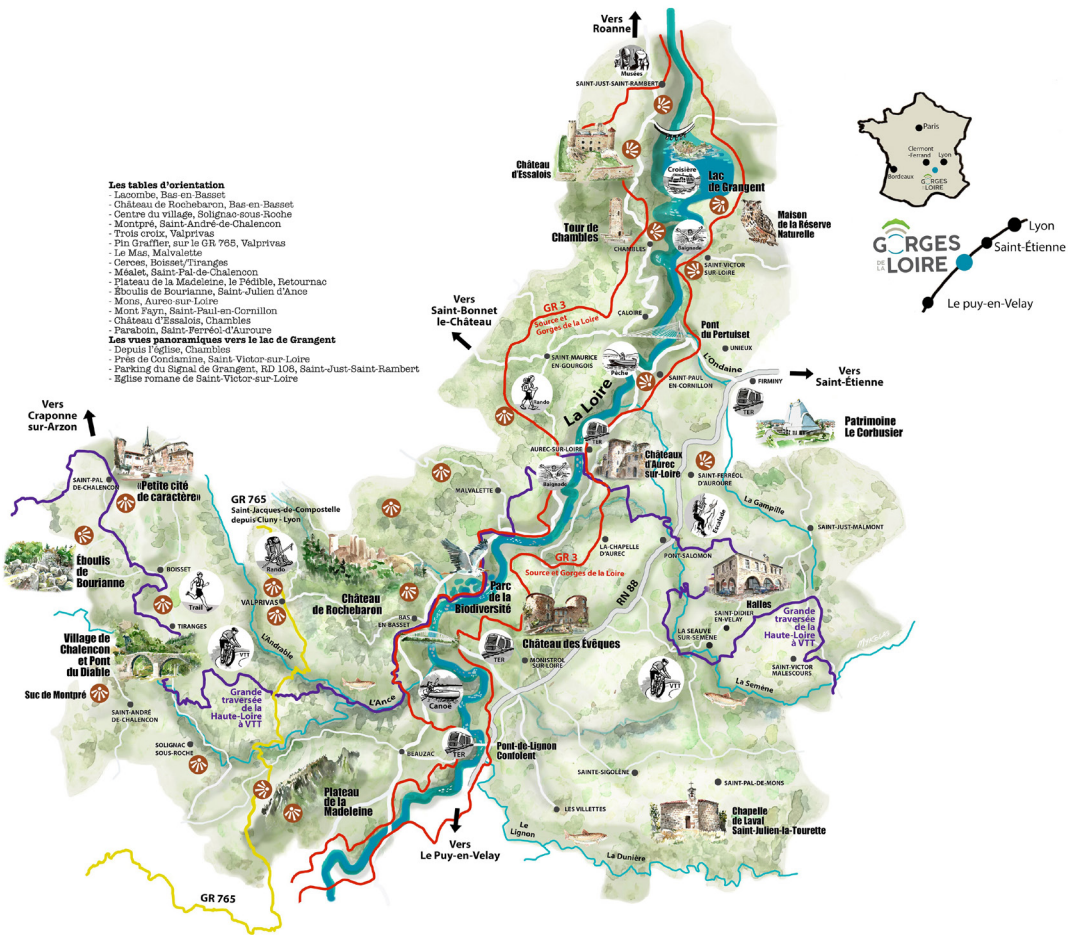 Vers
Roanne
Musées
SAINT-JUST-SAINT-RAMBERT
Château
d'Essalois
Croisière
Lac
de Grangent
Maison
de la Réserve
Naturelle
Tour de
Chambles
CHAMBLES
Baignade
SAINT-VICTOR
SUR-LOIRE
Paris
Clermont
-Ferrand
Lyon
Bordeaux
GORGES
DE LA
LOIRE
GORGES
DE LA
LOIRE
Lyon
Saint-Étienne
Le puy-en-Velay
Les tables d'orientation
- Lacombe, Bas-en-Basset
- Château de Rochebaron, Bas-en-Basset
- Centre du village, Solignac-sous-Roche
- Montpré, Saint-André-de-Chalencon
- Trois croix, Valprivas
- Pin Graffier, sur le GR 765, Valprivas
- Le Mas, Malvalette
- Cerces, Boisset/Tiranges
- Méalet, Saint-Pal-de-Chalencon
- Plateau de la Madeleine, le Pédible, Retournac
- Éboulis de Bourianne, Saint-Julien d'Ance
- Mons, Aurec-sur-Loire
- Mont Fayn, Saint-Paul-en-Cornillon
- Château d'Essalois, Chambles
- Paraboin, Saint-Ferréol-d'Auroure
Les vues panoramiques vers le lac de Grangent
- Depuis l'église, Chambles
- Près de Condamine, Saint-Victor-sur-Loire
- Parking du Signal de Grangent, RD 108, Saint-Just-Saint-Rambert
- Eglise romane de Saint-Victor-sur-Loire
Vers
Saint-Bonnet
le-Château
GR 3
Source et
Gorges de la Loire
ÇALOIRE
Pont
du Pertuiset
UNIEUX
L'Ondaine
SAINT MAURICE
EN-GOURGOIS
Pêche
SAINT-PAUL
EN-CORNILLON
FIRMINY
TER
Vers
Saint-Étienne
Rando
La Loire
Patrimoine
Le Corbusier
Vers
Craponne
sur-Arzon
TER
AUREC-SUR-LOIRE
Châteaux
d'Aurec
sur-Loire
Baignade
SAINT-FERRÉOL
D'AUROURE
La Gampille
SAINT-PAL
DE-CHALENCON
«Petite cité
de caractère»
MALVALETTE
GR 765
Saint-Jacques-de-Compostelle
depuis Cluny - Lyon
Escalade
SAINT-JUST-MALMONT
Rando
LA-CHAPELLE
D'AUREC
PONT-SALOMON
GR 3
Source et Gorges de la Loire
Éboulis
de
Bourianne
BOISSET
Trail
VALPRIVAS
Château
de Rochebaron
Parc
de la
Biodiversité
RN 88
Halles
SAINT-DIDIER
EN-VELAY
Grande
traversée
de la
Haute-Loire
à VTT
TIRANGES
BAS
EN BASSET
Château des Évêques
LA SEAUVE
SUR-SEMÈNE
Village de
Chalencon
et Pont
du Diable
VTT
L'Andrable
TER
MONISTROL
SUR-LOIRE
VTT
SAINT-VICTOR
MALESCOURS
La Semène
Suc de Montpré
Grande
traversée
de la
Haute-Loire
à VTT
L'Ance
Canoë
SAINT-ANDRÉ
DE-CHALENCON
SOLIGNAC
SOUS-ROCHE
BEAUZAC
TER
Pont-de-Lignon
Confolent
SAINTE-SIGOLÈNE
SAINT-PAL-DE-MONS
Plateau
de la
Madeleine
LES VILLETTES
Chapelle
de Laval
Saint-Julien-la-Tourette
Le
Lignon
Vers
Le Puy-en-Velay
La Dunière
GR 765